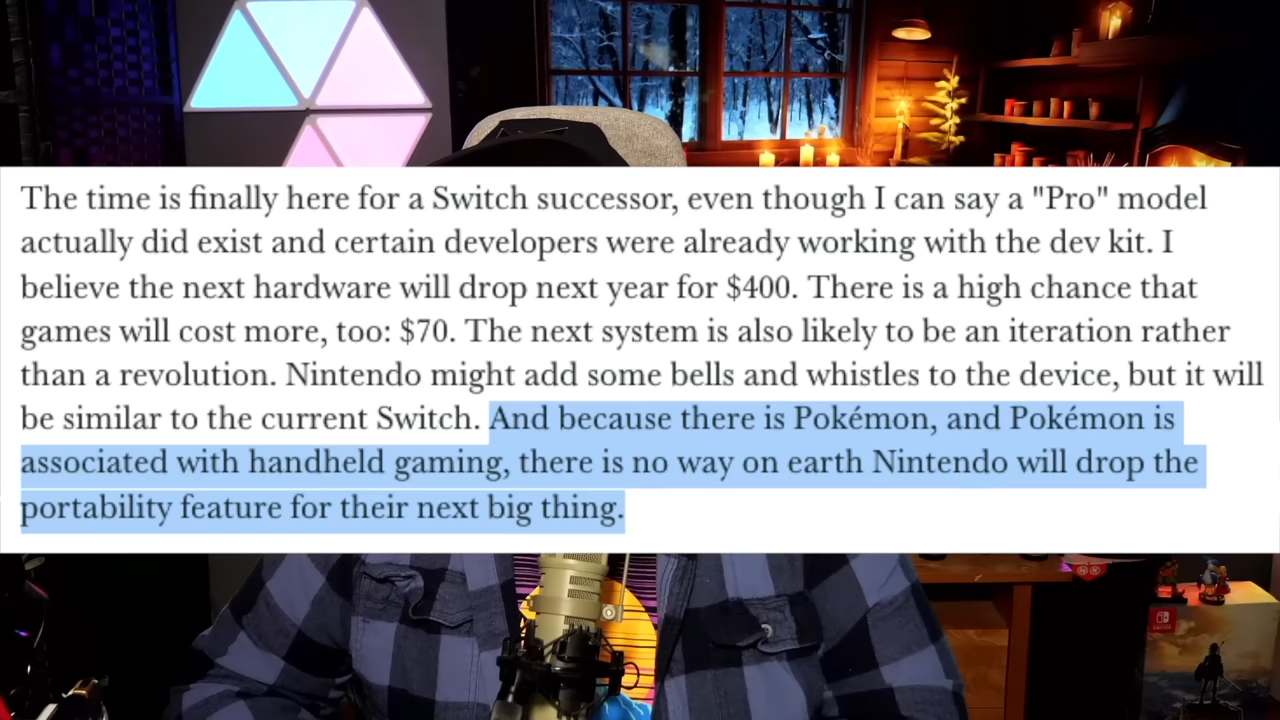 The time is finally here for a Switch successor, even though I can say a "Pro" model
actually did exist and certain developers were already working with the dev kit. I
believe the next hardware will drop next year for $400. There is a high chance that
games will cost more, too: $70. The next system is also likely to be an iteration rather
than a revolution. Nintendo might add some bells and whistles to the device, but it will
be similar to the current Switch. And because there is Pokémon, and Pokémon is
associated with handheld gaming, there is no way on earth Nintendo will drop the
portability feature for their next big thing.